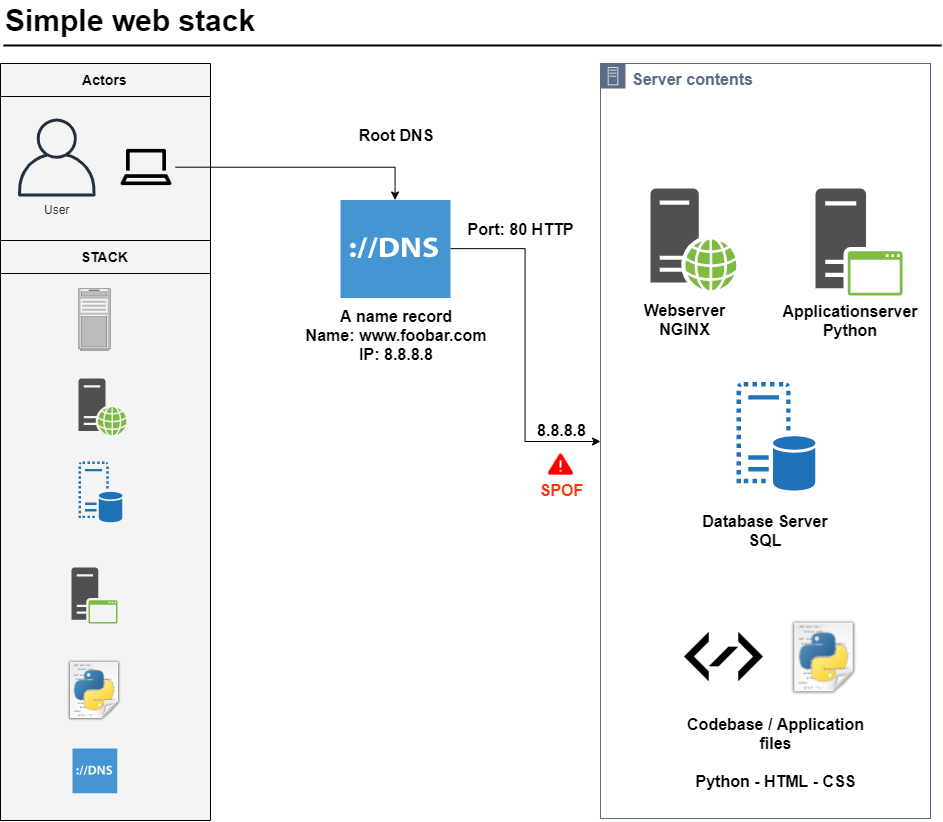 Simple web stack
Actors
User
STACK
://DNS
Root DNS
://DNS
A name record
Name: www.foobar.com
IP: 8.8.8.8
Port: 80 HTTP
8.8.8.8
SPOF
Server contents
Webserver
NGINX
Applicationserver
Python
Database Server
SQL
Codebase / Application
files
Python - HTML - CSS